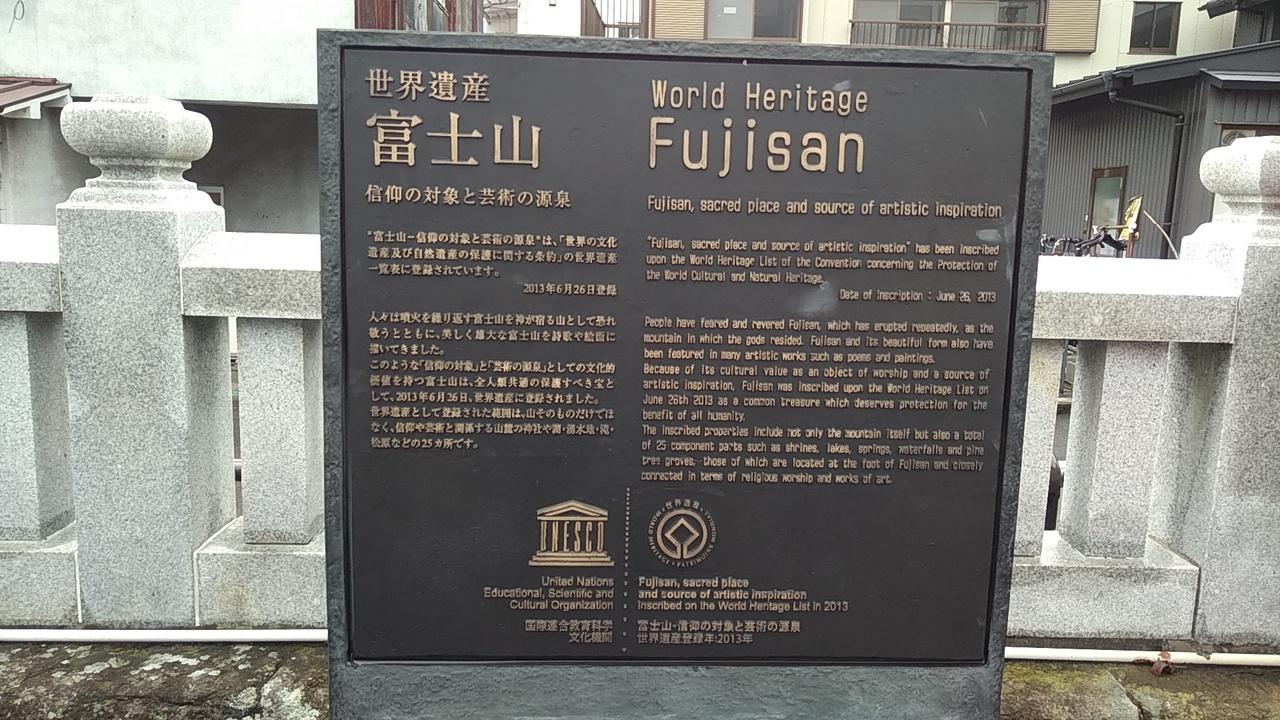 世界遺産
富士山
信仰の対象と芸術の源泉
"富士山-信仰の対象と芸術の源泉"は、「世界の文化
遺産及び自然遺産の保護に関する条約」の世界遺産
一覧表に登録されています。
2013年6月26日登録
人々は噴火を繰り返す富士山を神が宿る山として恐れ
敬うとともに、美しく雄大な富士山を詩歌や絵画に
描いてきました。
このような「信仰の対象」と「芸術の源泉」としての文化的
価値を持つ富士山は、全人類共通の保護すべき宝と
して、2013年6月26日、世界遺産に登録されました。
世界遺産として登録された範囲は、山そのものだけでは
なく、信仰や芸術と関係する山麓の神社や湖・湧水地・滝・
松原などの25ヵ所です。
World Heritage
Fujisan
Fujisan, sacred place and source of artistic inspiration
"Fujisan, sacred place and source of artistic inspiration" has been inscribed
upon the World Heritage List of the Convention concerning the Protection of
the World Cultural and Natural Heritage.
Date of Inscription : June 26, 2013
People have feared and revered Fujisan, which has erupted repeatedly, as the
mountain in which the gods resided. Fujisan and its beautiful form also have
been featured in many artistic works such as poems and paintings.
Because of its cultural value as an object of worship and a source of
artistic inspiration, Fujisan was inscribed upon the World Heritage List on
June 26th 2013 as a common treasure which deserves protection for the
benefit of all humanity.
The inscribed properties include not only the mountain itself but also a total
of 25 component parts such as shrines, lakes, springs, waterfalls and pine
tree groves, those of which are located at the foot of Fujisan and closely
connected in terms of religious worship and works of art.
UNESCO
United Nations
Educational, Scientific and
Cultural Organization
国際連合教育科学
文化機関
世界遺産 · WORLD HERITAGE · PATRIMOINE MONDIAL
Fujisan, sacred place
and source of artistic inspiration
Inscribed on the World Heritage List in 2013
富士山-信仰の対象と芸術の源泉
世界遺産登録年:2013年